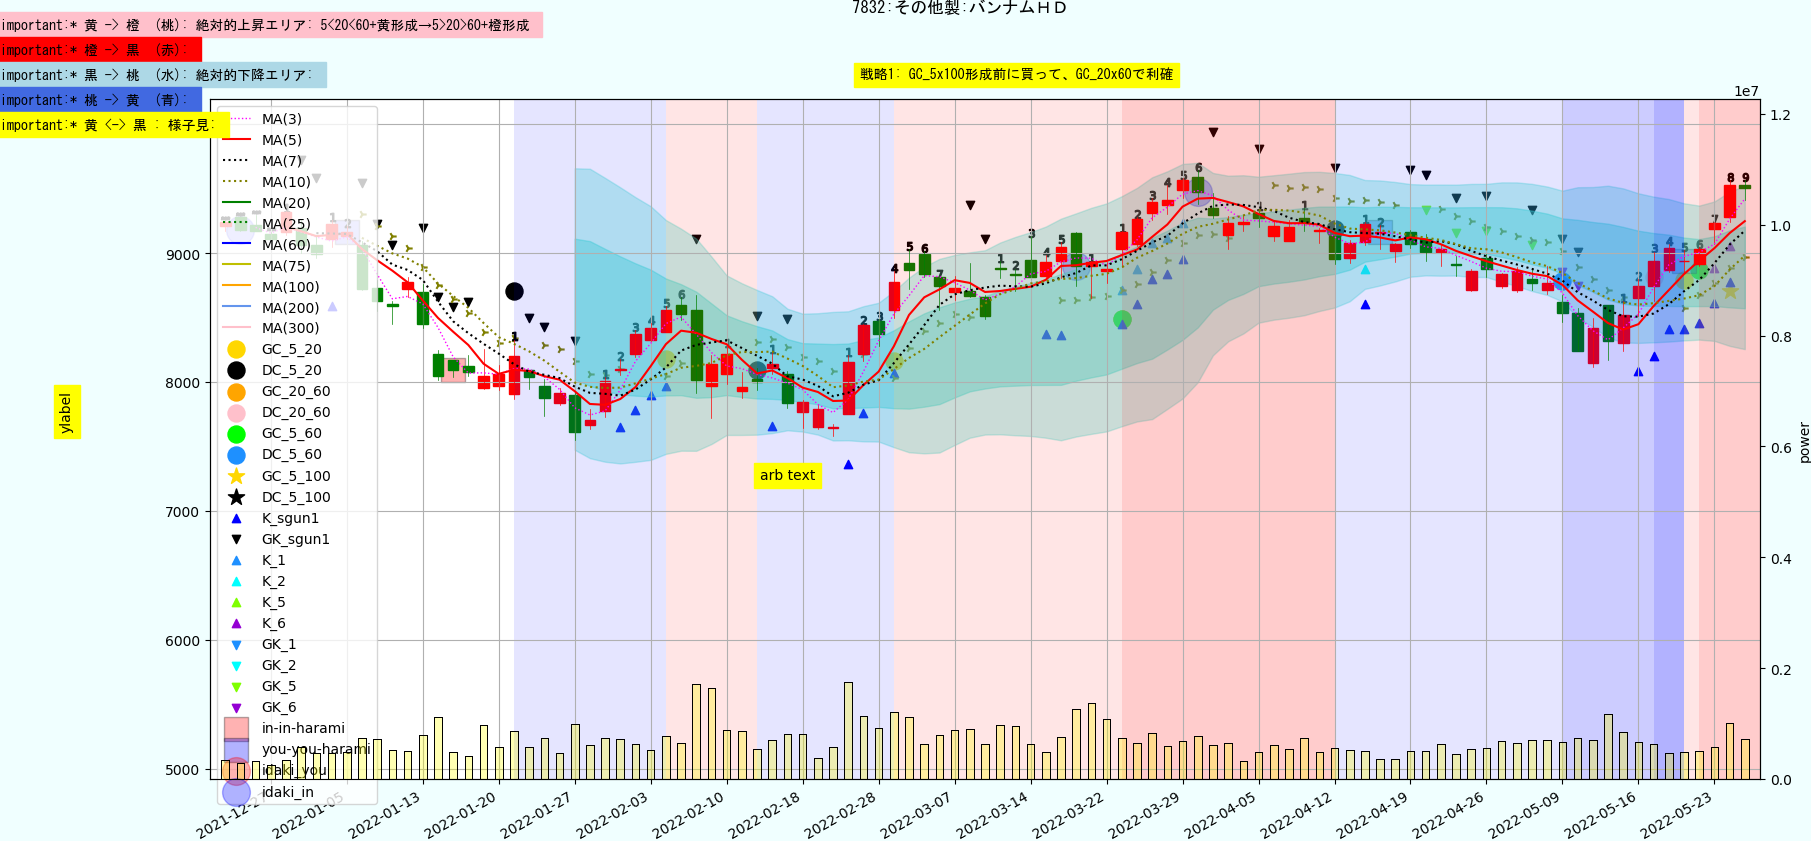 7832:その他製:バンナムＨＤ
important:* 黄 -> 橙 （桃）: 絶対的上昇エリア: 5<20<60+黄形成→5>20>60+橙形成
important:* 橙 -> 黒 （赤）:
important:* 黒 -> 桃 （水）: 絶対的下降エリア:
important:* 桃 -> 黄 （青）:
important:* 黄 <-> 黒 : 様子見:
戦略1: GC_5x100形成前に買って、GC_20x60で利確
1e7
MA(3)
MA(5)
MA(7)
MA(10)
MA(20)
MA(25)
MA(60)
MA(75)
MA(100)
MA(200)
MA(300)
GC_5_20
DC_5_20
GC_20_60
DC_20_60
GC_5_60
DC_5_60
GC_5_100
DC_5_100
K_sgun1
GK_sgun1
K_1
K_2
K_5
K_6
GK_1
GK_2
GK_5
GK_6
in-in-harami
you-you-harami
idaki_you
idaki_in
9000
8000
7000
6000
5000
ylabel
arb text
1.2
1.0
0.8
0.6
0.4
0.2
0.0
power
2022-01-05
2022-01-13
2022-01-20
2022-01-27
2022-02-03
2022-02-10
2022-02-18
2022-02-28
2022-03-07
2022-03-14
2022-03-22
2022-03-29
2022-04-05
2022-04-12
2022-04-19
2022-04-26
2022-05-09
2022-05-16
2022-05-23